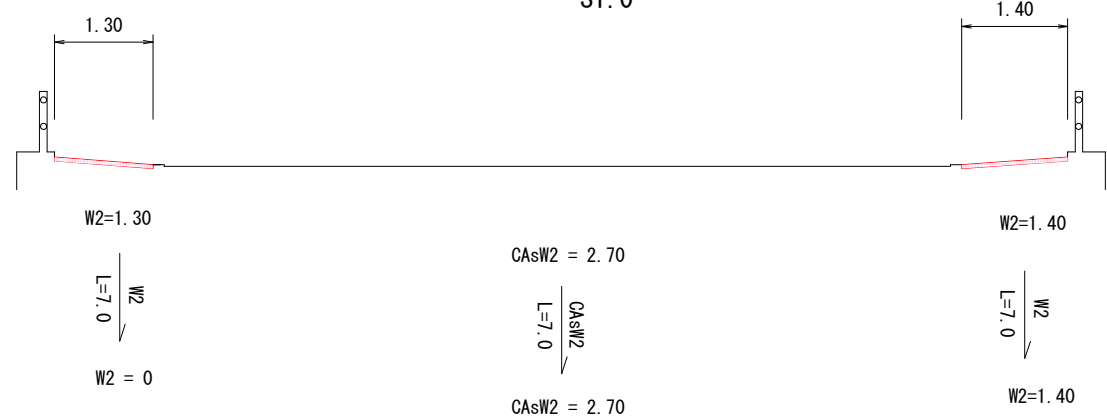 1.30
1.40
W2=1.30
W2=1.40
CAsW2 = 2.70
W2
L=7.0
CAsW2
L=7.0
W2
L=7.0
W2 = 0
W2=1.40
CAsW2 = 2.70